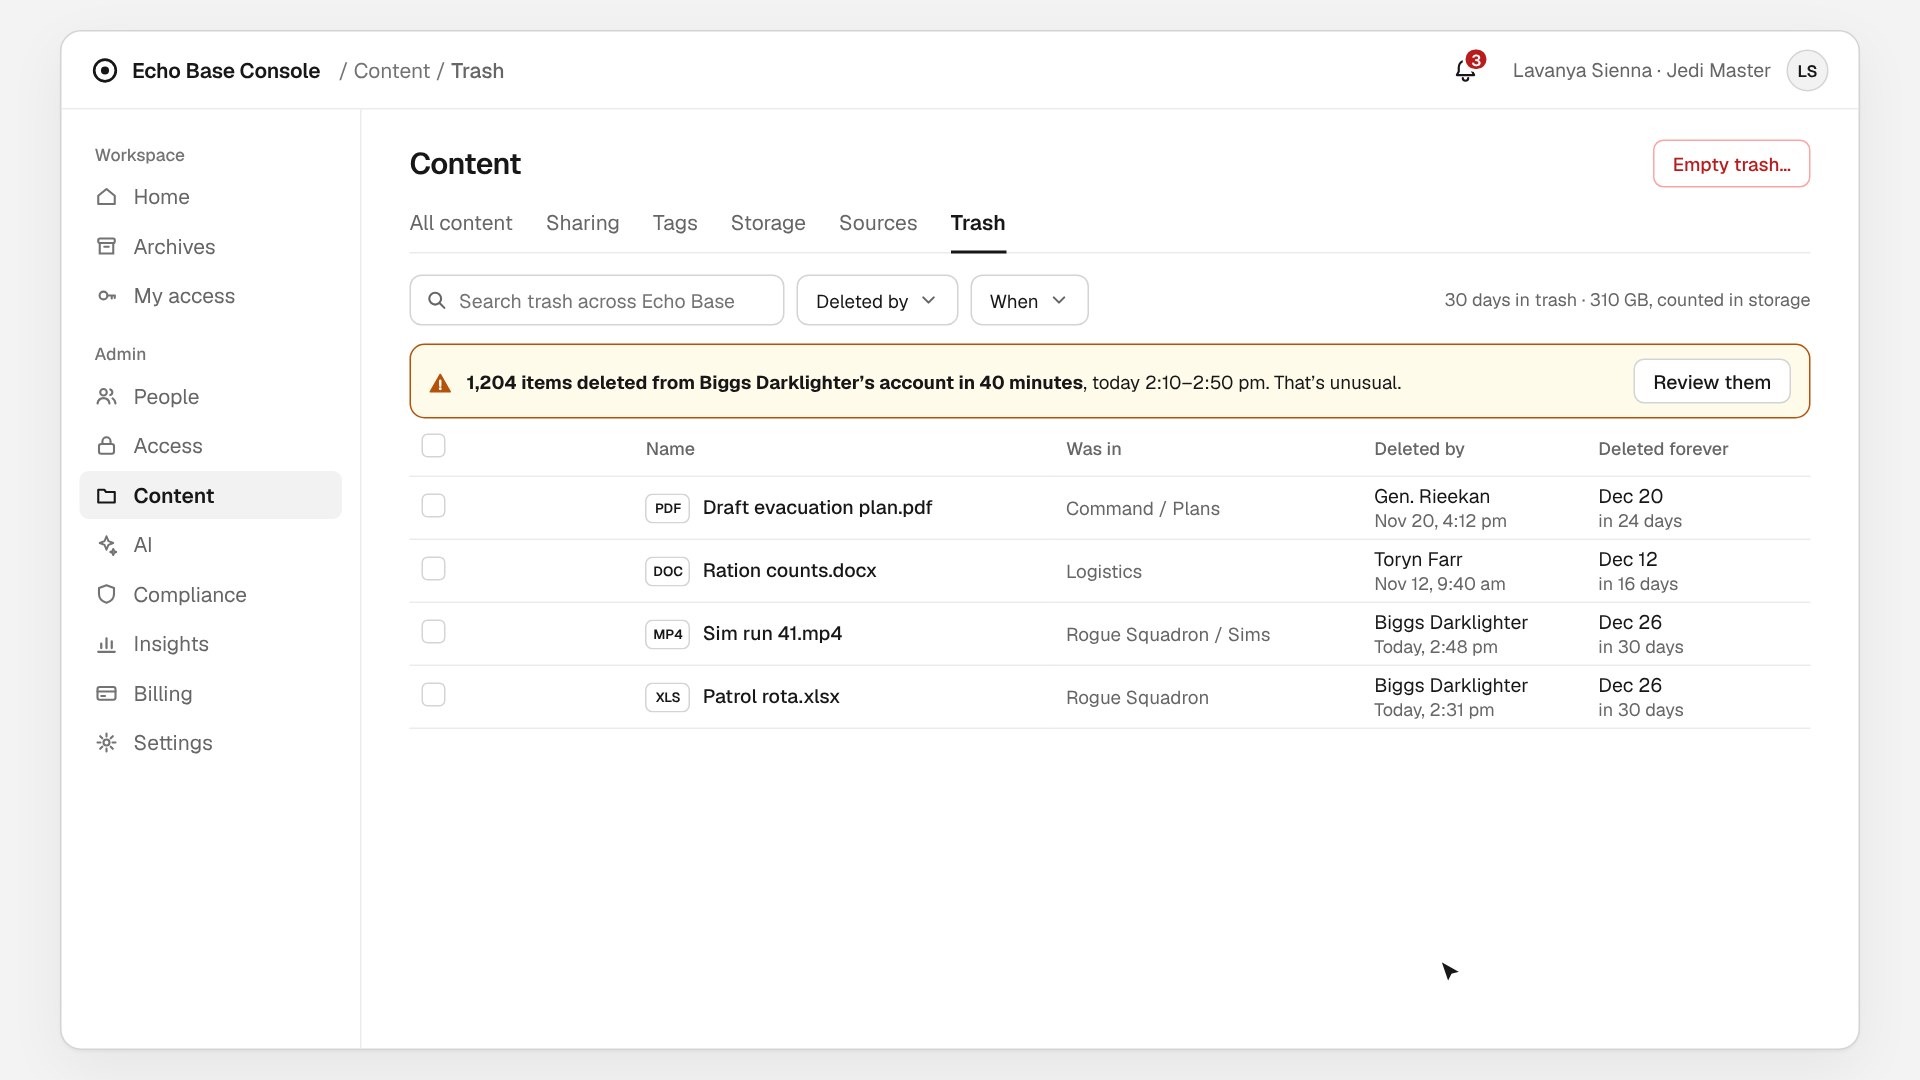 Echo Base Console / Content / Trash
3
Lavanya Sienna · Jedi Master LS
Workspace
Home
Archives
My access
Admin
People
Access
Content
AI
Compliance
Insights
Billing
Settings
Content
Empty trash…
All content Sharing Tags Storage Sources Trash
Search trash across Echo Base Deleted by When 30 days in trash · 310 GB, counted in storage
1,204 items deleted from Biggs Darklighter’s account in 40 minutes, today 2:10–2:50 pm. That’s unusual. Review them
Name Was in Deleted by Deleted forever
PDF Draft evacuation plan.pdf Command / Plans Gen. Rieekan Dec 20
Nov 20, 4:12 pm in 24 days
DOC Ration counts.docx Logistics Toryn Farr Dec 12
Nov 12, 9:40 am in 16 days
MP4 Sim run 41.mp4 Rogue Squadron / Sims Biggs Darklighter Dec 26
Today, 2:48 pm in 30 days
XLS Patrol rota.xlsx Rogue Squadron Biggs Darklighter Dec 26
Today, 2:31 pm in 30 days